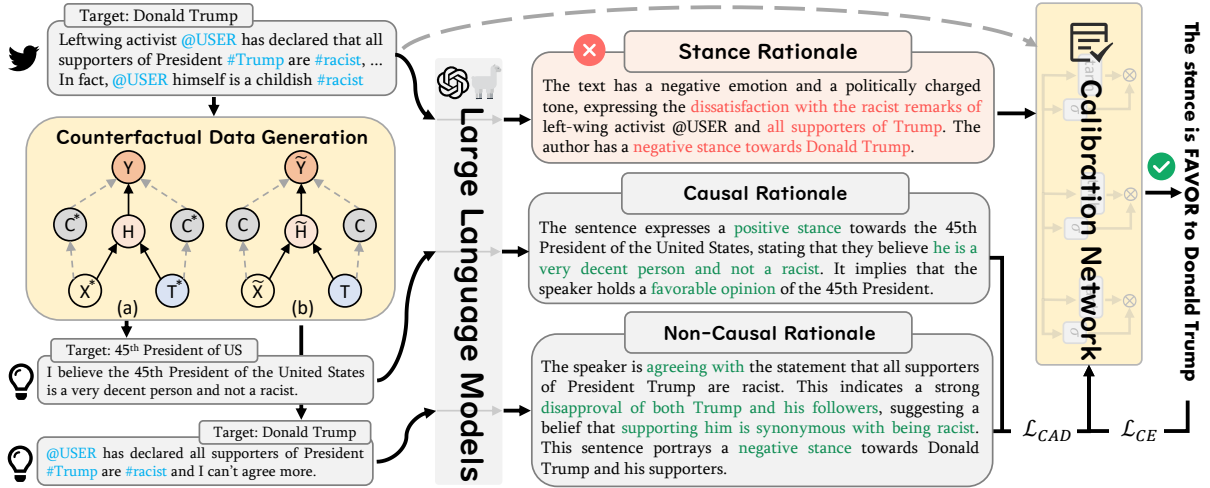 Target: Donald Trump
Leftwing activist @USER has declared that all
supporters of President #Trump are #racist, ...
In fact, @USER himself is a childish #racist
Counterfactual Data Generation
Y
Ỹ
C*
H
C*
C
H̃
C
X*
T*
X̃
T
(a)
(b)
Target: 45th President of US
I believe the 45th President of the United States
is a very decent person and not a racist.
Target: Donald Trump
@USER has declared all supporters of President
#Trump are #racist and I can't agree more.
Large Language Models
Stance Rationale
The text has a negative emotion and a politically charged
tone, expressing the dissatisfaction with the racist remarks of
left-wing activist @USER and all supporters of Trump. The
author has a negative stance towards Donald Trump.
Causal Rationale
The sentence expresses a positive stance towards the 45th
President of the United States, stating that they believe he is a
very decent person and not a racist. It implies that the
speaker holds a favorable opinion of the 45th President.
Non-Causal Rationale
The speaker is agreeing with the statement that all supporters
of President Trump are racist. This indicates a strong
disapproval of both Trump and his followers, suggesting a
belief that supporting him is synonymous with being racist.
This sentence portrays a negative stance towards Donald
Trump and his supporters.
Calibration Network
ℒCAD
ℒCE
The stance is FAVOR to Donald Trump